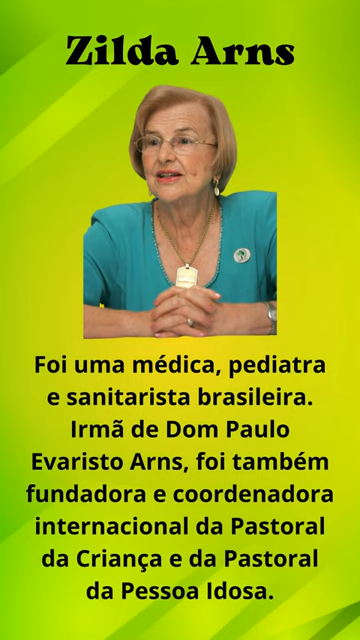 Zilda Arns
Foi uma médica, pediatra
e sanitarista brasileira.
Irmã de Dom Paulo
Evaristo Arns, foi também
fundadora e coordenadora
internacional da Pastoral
da Criança e da Pastoral
da Pessoa Idosa.